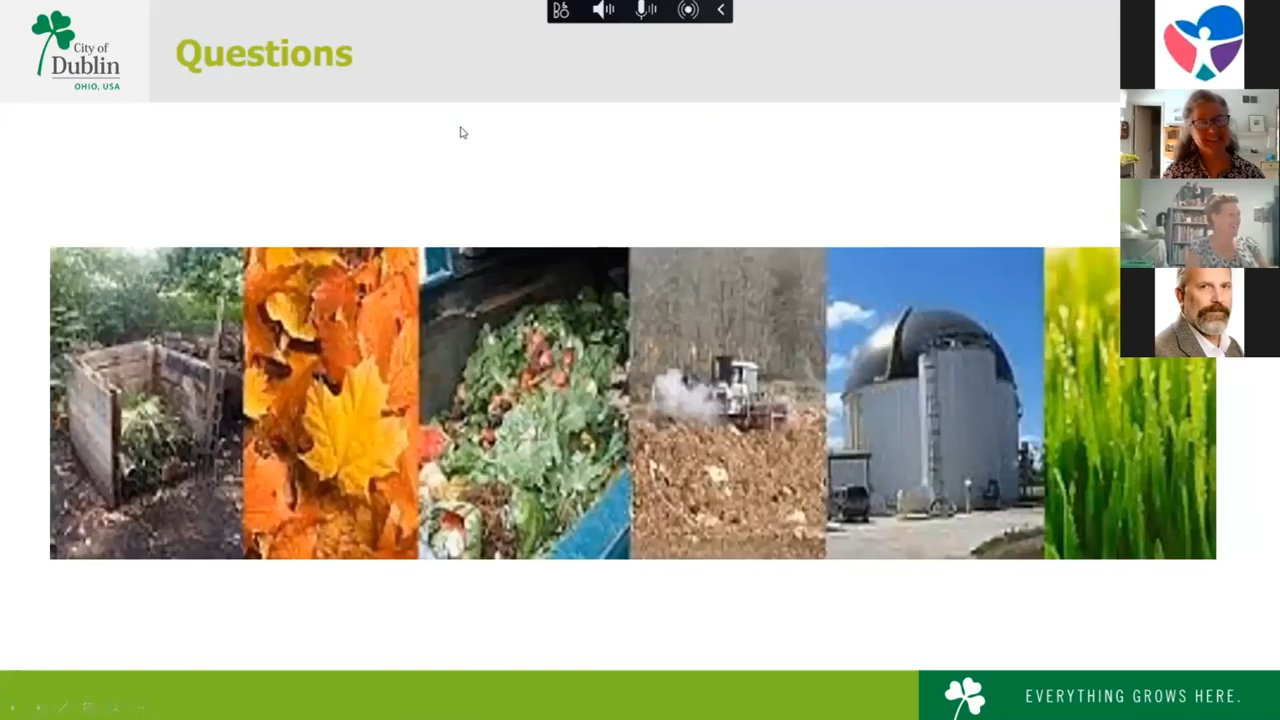 City of
Dublin
OHIO, USA
Questions
EVERYTHING GROWS HERE.